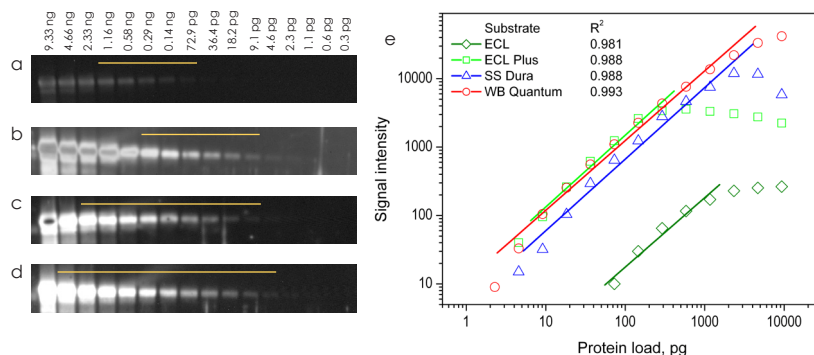 9.33 ng
4.66 ng
2.33 ng
1.16 ng
0.58 ng
0.29 ng
0.14 ng
72.9 pg
36.4 pg
18.2 pg
9.1 pg
4.6 pg
2.3 pg
1.1 pg
0.6 pg
0.3 pg
a
b
c
d
e
Substrate R²
ECL 0.981
ECL Plus 0.988
SS Dura 0.988
WB Quantum 0.993
Signal intensity
10000
1000
100
10
1 10 100 1000 10000
Protein load, pg